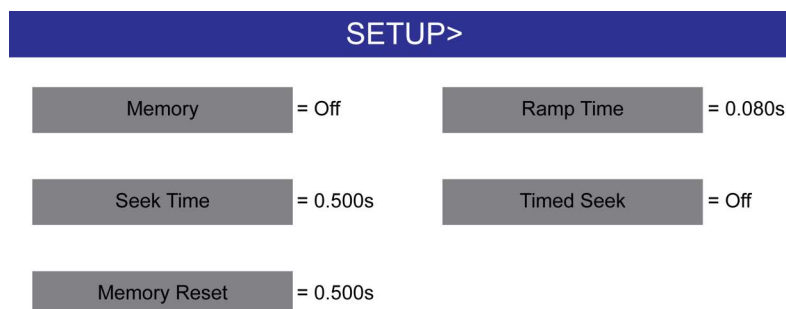 SETUP>
Memory = Off Ramp Time = 0.080s
Seek Time = 0.500s Timed Seek = Off
Memory Reset = 0.500s